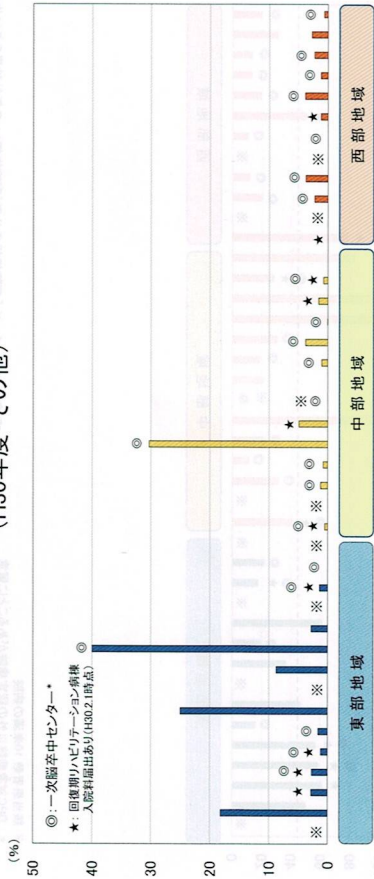 (H30年度 その他)
(%)
50
40
30
20
10
0
◎:一次脳卒中センター*
★:回復期リハビリテーション病棟
入院料届出あり(H30.2.1時点)
東部地域
中部地域
西部地域